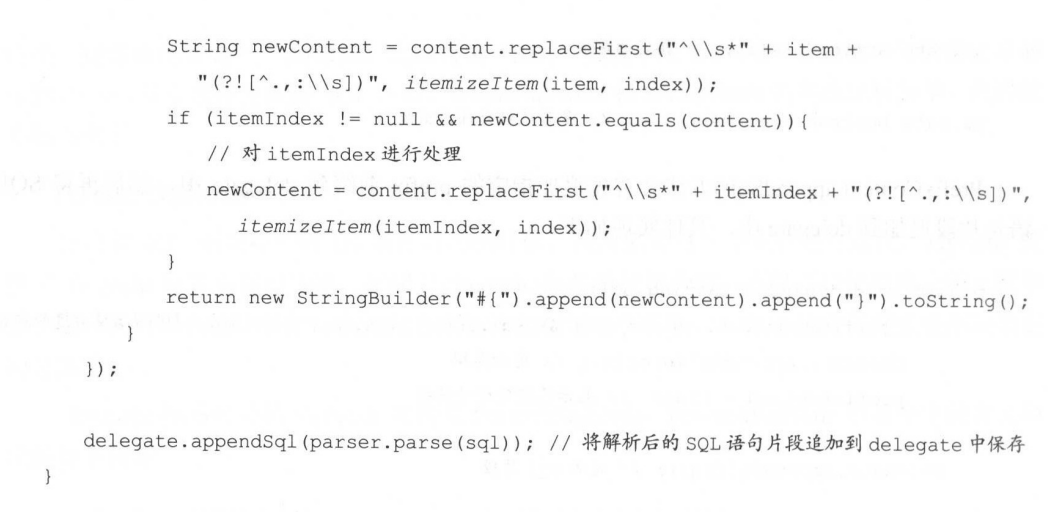 String newContent = content.replaceFirst("^\\s*" + item +
"(?![^.,:\\s])", itemizeItem(item, index));
if (itemIndex != null && newContent.equals(content)){
// 对 itemIndex 进行处理
newContent = content.replaceFirst("^\\s*" + itemIndex + "(?![^.,:\\s])",
itemizeItem(itemIndex, index));
}
return new StringBuilder("#{").append(newContent).append("}").toString();
}
});
delegate.appendSql(parser.parse(sql)); // 将解析后的 SQL 语句片段追加到 delegate 中保存
}